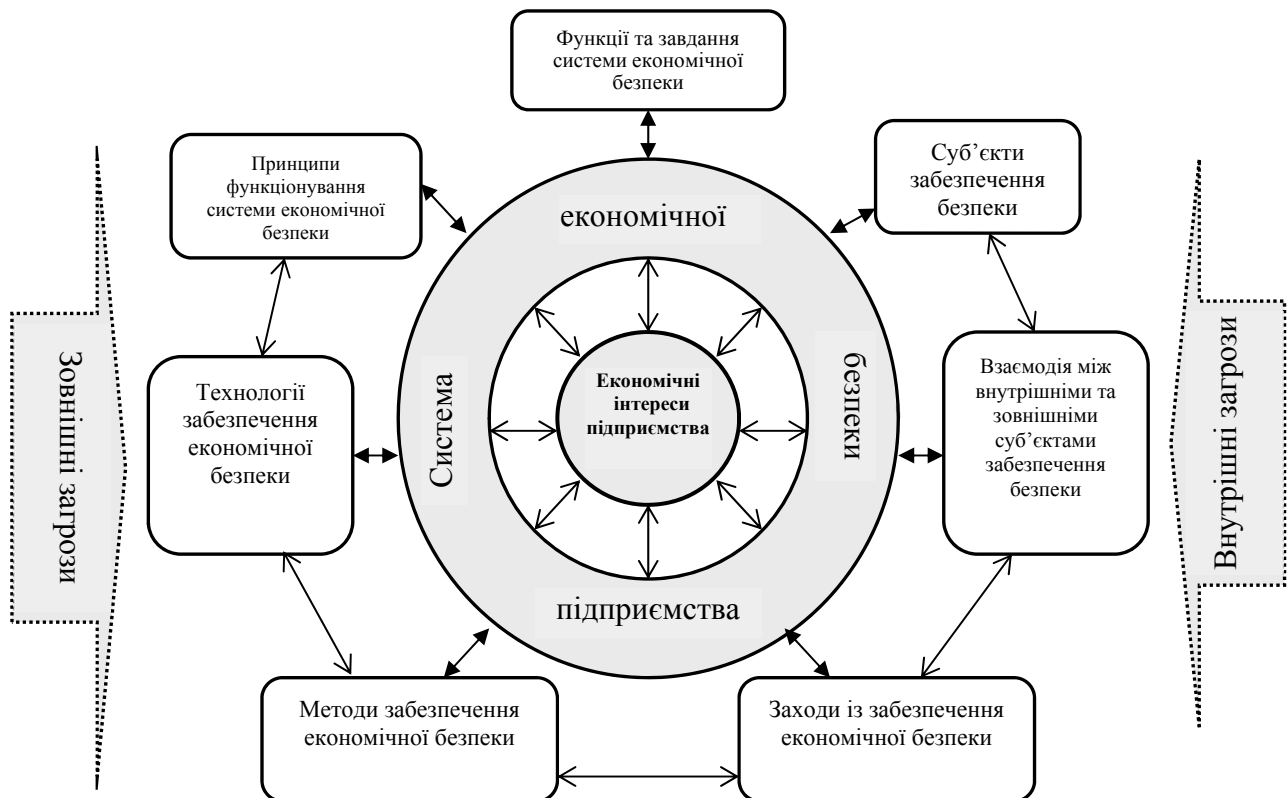 Функції та завдання
системи економічної
безпеки
Принципи
функціонування
системи економічної
безпеки
Суб’єкти
забезпечення
безпеки
економічної
Система
безпеки
підприємства
Економічні
інтереси
підприємства
Зовнішні загрози
Внутрішні загрози
Технології
забезпечення
економічної
безпеки
Взаємодія між
внутрішніми та
зовнішніми
суб’єктами
забезпечення
безпеки
Методи забезпечення
економічної безпеки
Заходи із забезпечення
економічної безпеки